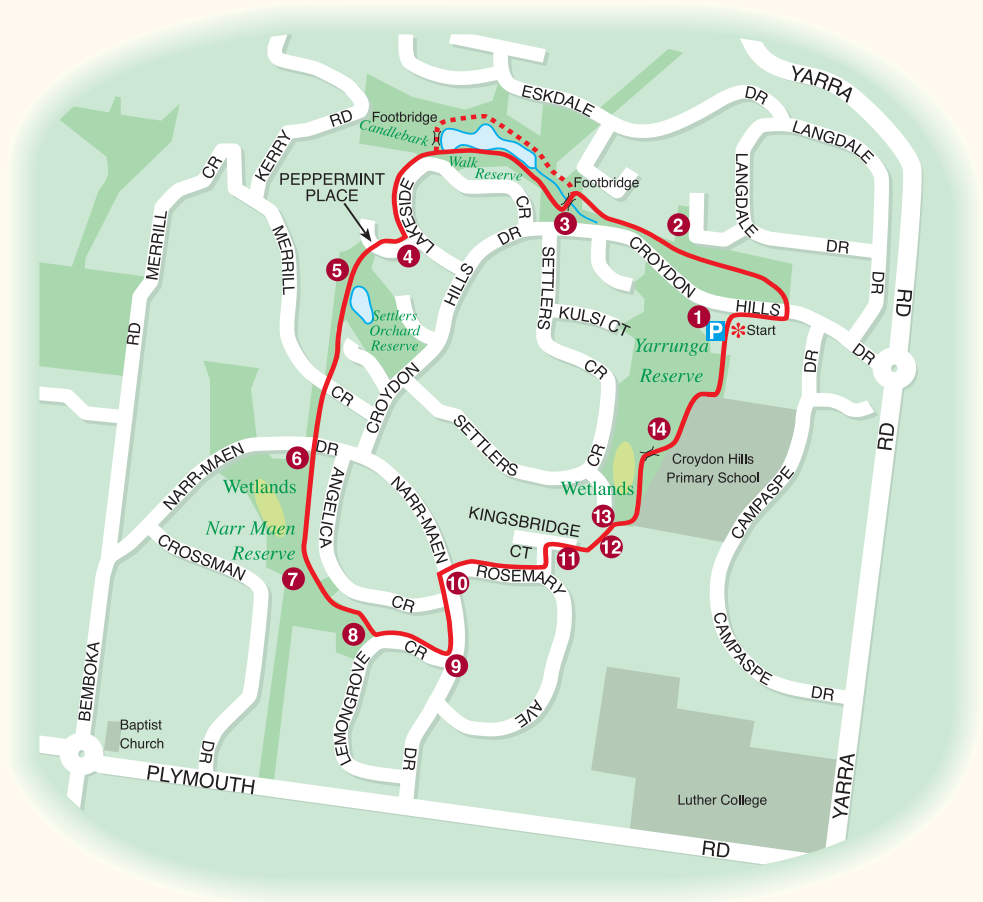 YARRA
ESKDALE
DR
LANGDALE
Footbridge
Candlebark
KERRY
RD
CR
PEPPERMINT
PLACE
Walk
Reserve
Footbridge
LANGDALE
LAKESIDE
CR
3
2
DR
DR
MERRILL
MERRILL
4
5
DR
HILLS
SETTLERS
CROYDON
HILLS
RD
RD
Settlers
Orchard
Reserve
KULSI CT
1
P
Start
Yarrunga
Reserve
DR
DR
CR
CROYDON
CR
SETTLERS
14
RD
Croydon Hills
Primary School
6
DR
NARR-MAEN
Wetlands
ANGELICA
NARR-MAEN
CR
Wetlands
CAMPASPE
Narr Maen
Reserve
KINGSBRIDGE
CT
13
12
11
CROSSMAN
7
10
ROSEMARY
CR
8
CR
9
CAMPASPE
DR
BEMBOKA
LEMONGROVE
AVE
Baptist
Church
DR
DR
PLYMOUTH
Luther College
YARRA
RD